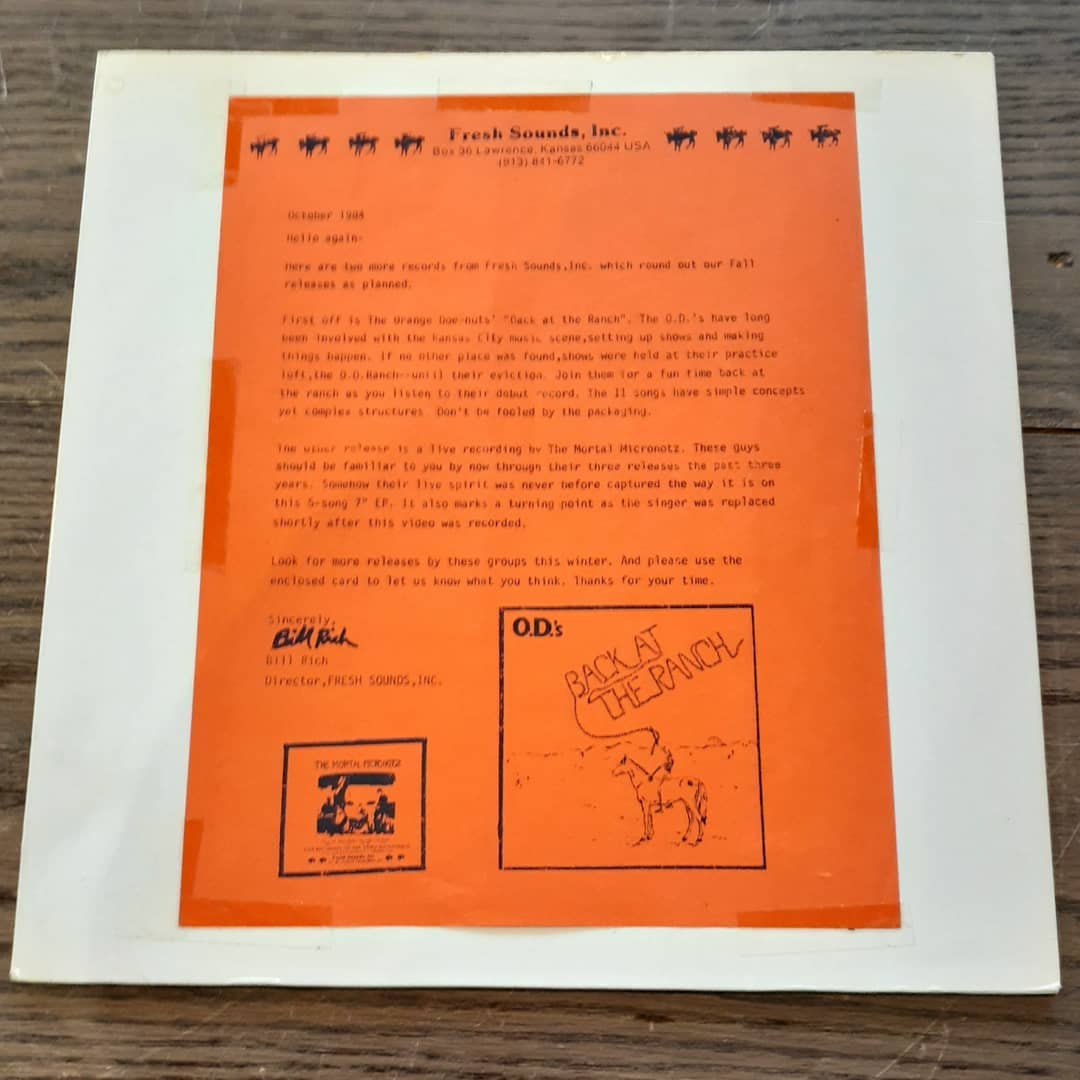 Fresh Sounds, Inc.
Box 36 Lawrence, Kansas 66044 USA
(913) 841-6772
October 1984
Hello again-
Here are two more records from Fresh Sounds,Inc. which round out our Fall
releases as planned.
First off is The Orange Doe-nuts' "Back at the Ranch". The O.D.'s have long
been involved with the Kansas City music scene,setting up shows and making
things happen. If no other place was found,shows were held at their practice
loft,the O.D.Ranch--until their eviction. Join them for a fun time back at
the ranch as you listen to their debut record. The 11 songs have simple concepts
yet complex structures. Don't be fooled by the packaging.
The other release is a live recording by The Mortal Micronotz. These guys
should be familiar to you by now through their three releases the past three
years. Somehow their live spirit was never before captured the way it is on
this 5-song 7" EP. It also marks a turning point as the singer was replaced
shortly after this video was recorded.
Look for more releases by these groups this winter. And please use the
enclosed card to let us know what you think. Thanks for your time.
Sincerely,
Bill Rich
Bill Rich
Director,FRESH SOUNDS,INC.
O.D.'s
BACK AT
THE RANCH
THE MORTAL MICRONOTZ